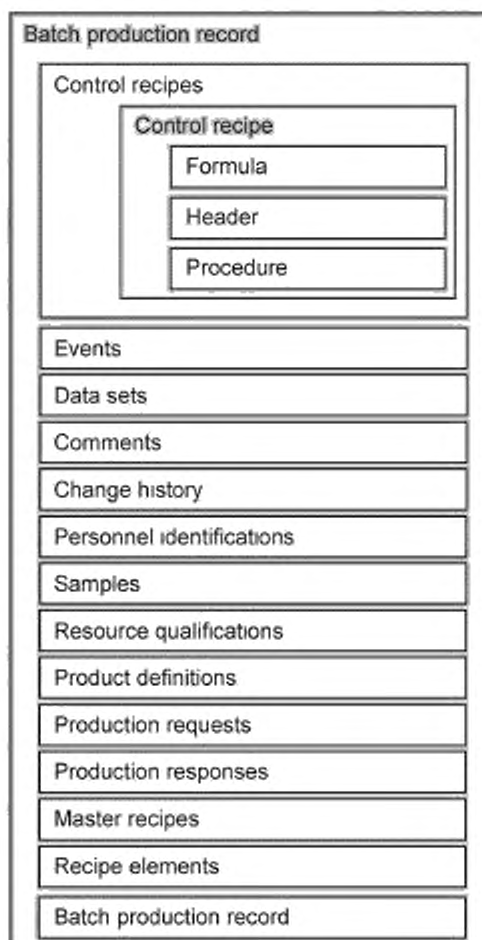 Batch production record
Control recipes
Control recipe
Formula
Header
Procedure
Events
Data sets
Comments
Change history
Personnel identifications
Samples
Resource qualifications
Product definitions
Production requests
Production responses
Master recipes
Recipe elements
Batch production record